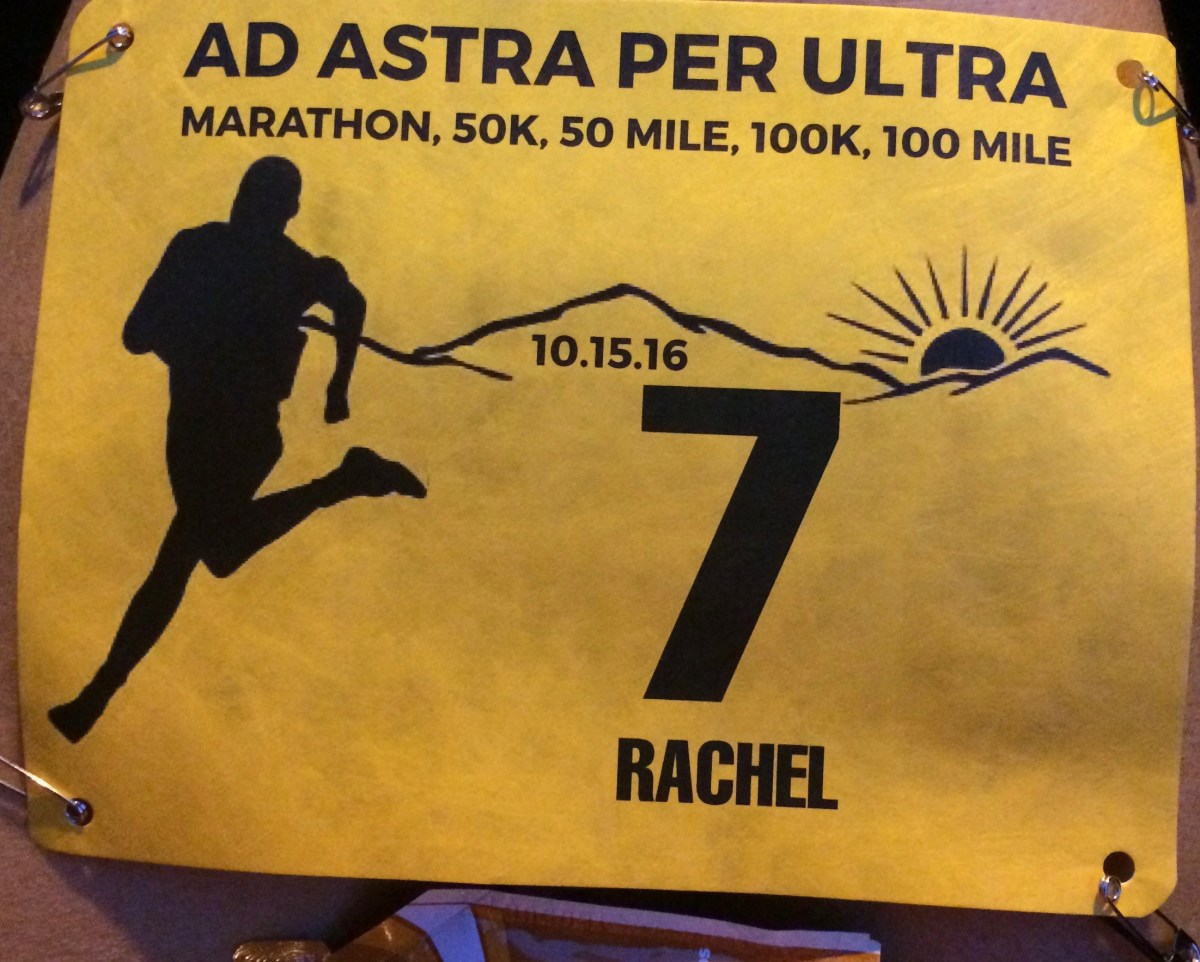 AD ASTRA PER ULTRA
MARATHON, 50K, 50 MILE, 100K, 100 MILE
10.15.16
7
RACHEL